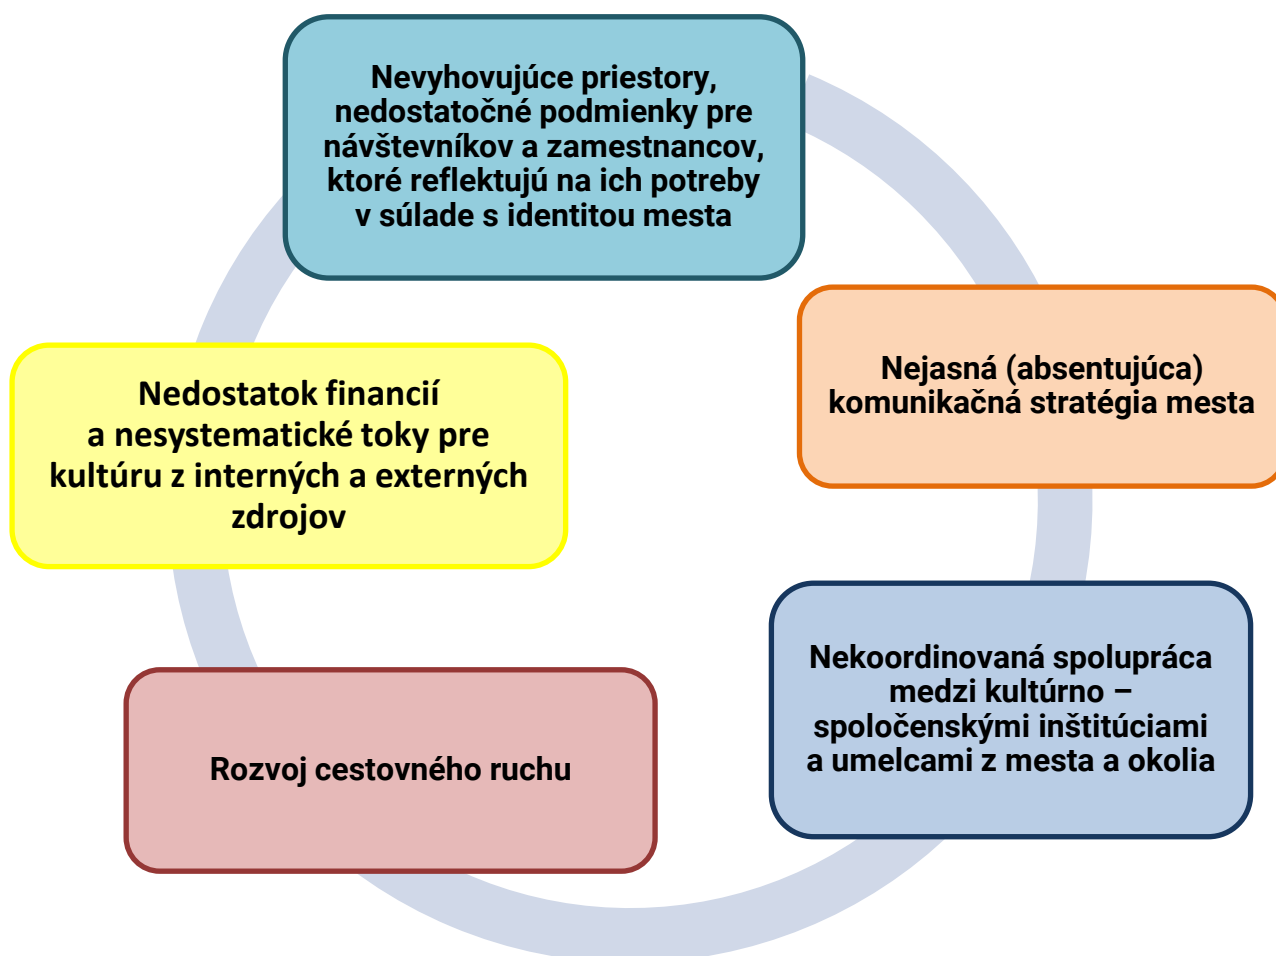 Nevyhovujúce priestory,
nedostatočné podmienky pre
návštevníkov a zamestnancov,
ktoré reflektujú na ich potreby
v súlade s identitou mesta
Nejasná (absentujúca)
komunikačná stratégia mesta
Nekoordinovaná spolupráca
medzi kultúrno –
spoločenskými inštitúciami
a umelcami z mesta a okolia
Rozvoj cestovného ruchu
Nedostatok financií
a nesystematické toky pre
kultúru z interných a externých
zdrojov